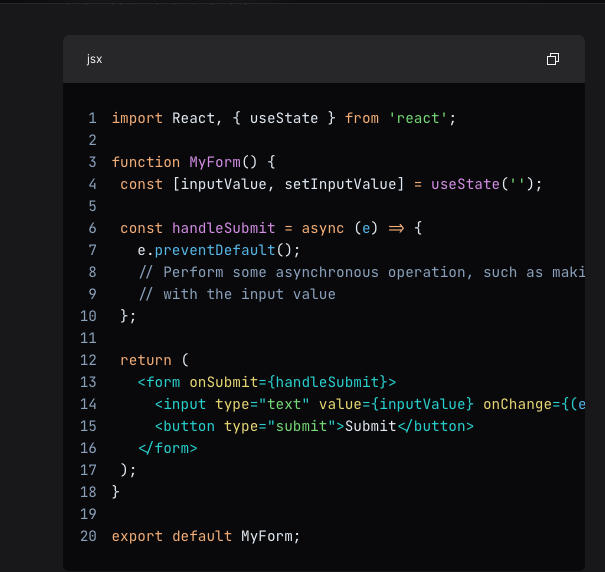 jsx
1 import React, { useState } from 'react';
2
3 function MyForm() {
4 const [inputValue, setInputValue] = useState('');
5
6 const handleSubmit = async (e) => {
7 e.preventDefault();
8 // Perform some asynchronous operation, such as maki
9 // with the input value
10 };
11
12 return (
13 <form onSubmit={handleSubmit}>
14 <input type="text" value={inputValue} onChange={(e
15 <button type="submit">Submit</button>
16 </form>
17 );
18 }
19
20 export default MyForm;